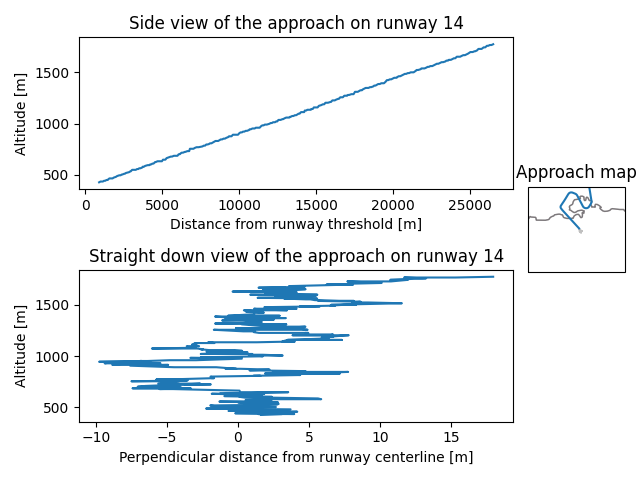 Side view of the approach on runway 14
Altitude [m]
1500
1000
500
0
5000
10000
15000
20000
25000
Distance from runway threshold [m]
Approach map
Straight down view of the approach on runway 14
Altitude [m]
1500
1000
500
−10
−5
0
5
10
15
Perpendicular distance from runway centerline [m]